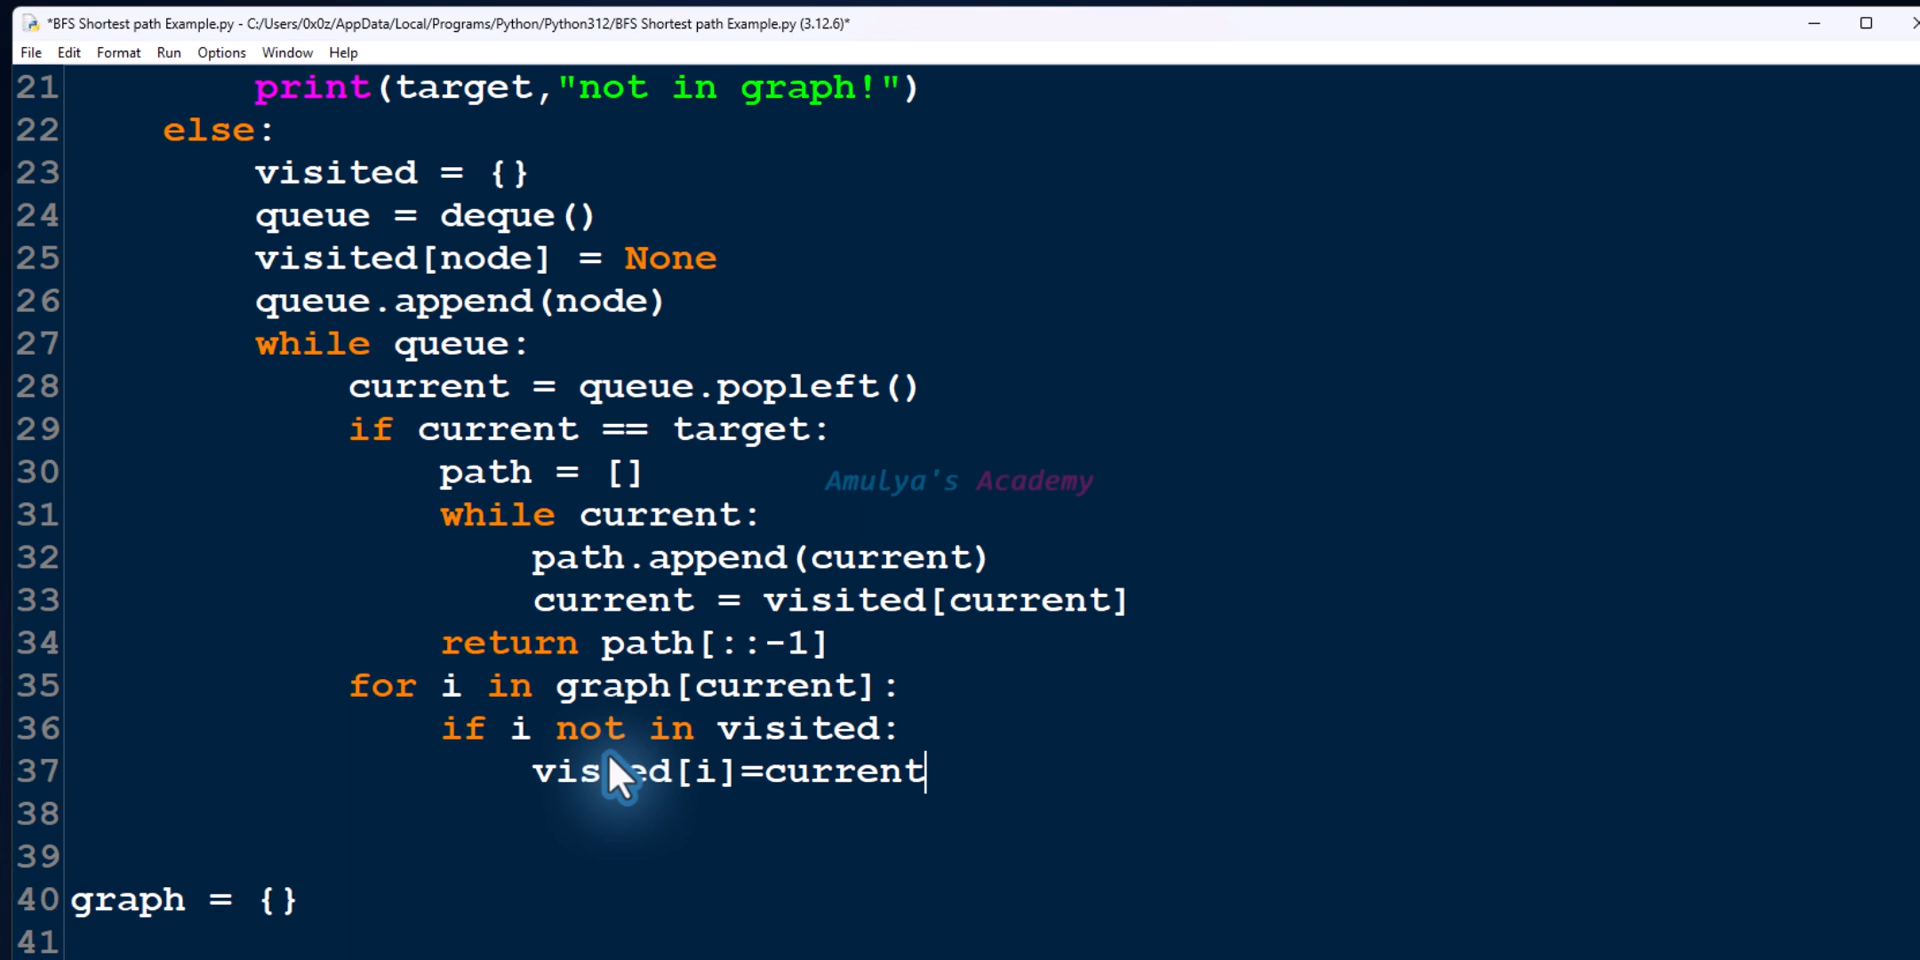 *BFS Shortest path Example.py - C:/Users/0x0z/AppData/Local/Programs/Python/Python312/BFS Shortest path Example.py (3.12.6)*
File Edit Format Run Options Window Help
21 print(target,"not in graph!")
22 else:
23 visited = {}
24 queue = deque()
25 visited[node] = None
26 queue.append(node)
27 while queue:
28 current = queue.popleft()
29 if current == target:
30 path = []
Amulya's Academy
31 while current:
32 path.append(current)
33 current = visited[current]
34 return path[::-1]
35 for i in graph[current]:
36 if i not in visited:
37 visited[i]=current
38
39
40 graph = {}
41